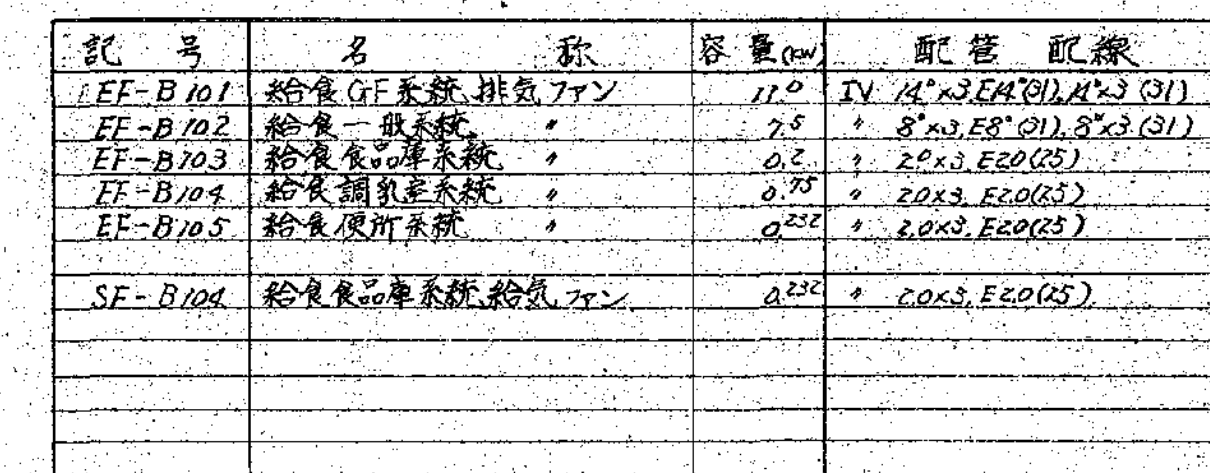 記 号 名 称 容 量(KW) 配管 配線
EF-B101 給食GF系統 排気ファン 11.0 IV 14°×3,E14°(31),14°×3 (31)
EF-B102 給食一般系統 〃 7.5 〃 8°×3,E8°(31),8°×3(31)
EF-B103 給食食品庫系統 〃 0.2 〃 2.0×3,E2.0(25)
EF-B104 給食調乳室系統 〃 0.75 〃 2.0×3,E2.0(25)
EF-B105 給食便所系統 〃 0.232 〃 2.0×3,E2.0(25)
SF-B104 給食食品庫系統 給気ファン 0.232 〃 2.0×3,E2.0(25)